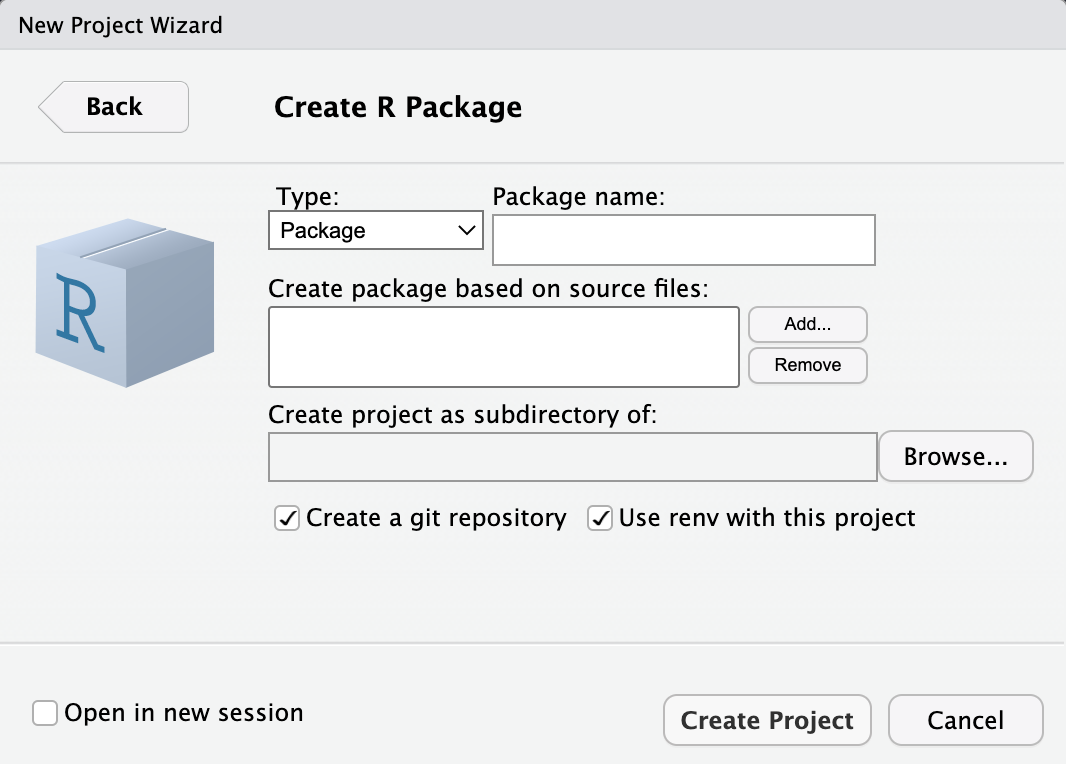 New Project Wizard
Back
Create R Package
R
Type:
Package name:
Package
Create package based on source files:
Add...
Remove
Create project as subdirectory of:
Browse...
Create a git repository
Use renv with this project
Open in new session
Create Project
Cancel